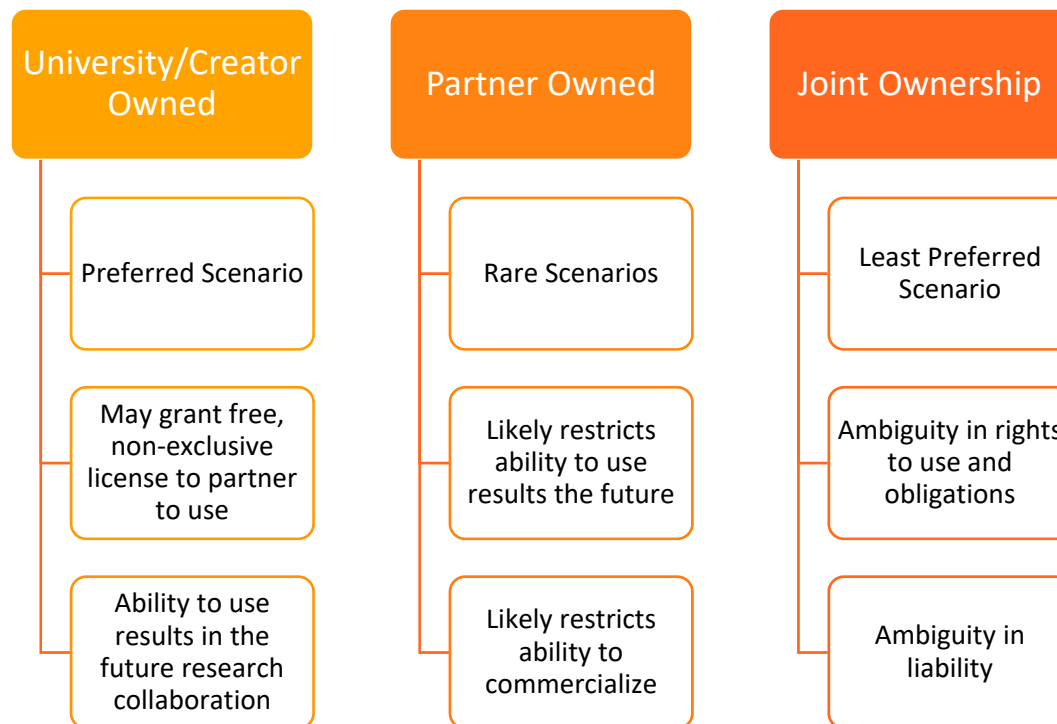 University/Creator
Owned
Preferred Scenario
May grant free,
non-exclusive
license to partner
to use
Ability to use
results in the
future research
collaboration
Partner Owned
Rare Scenarios
Likely restricts
ability to use
results the future
Likely restricts
ability to
commercialize
Joint Ownership
Least Preferred
Scenario
Ambiguity in rights
to use and
obligations
Ambiguity in
liability